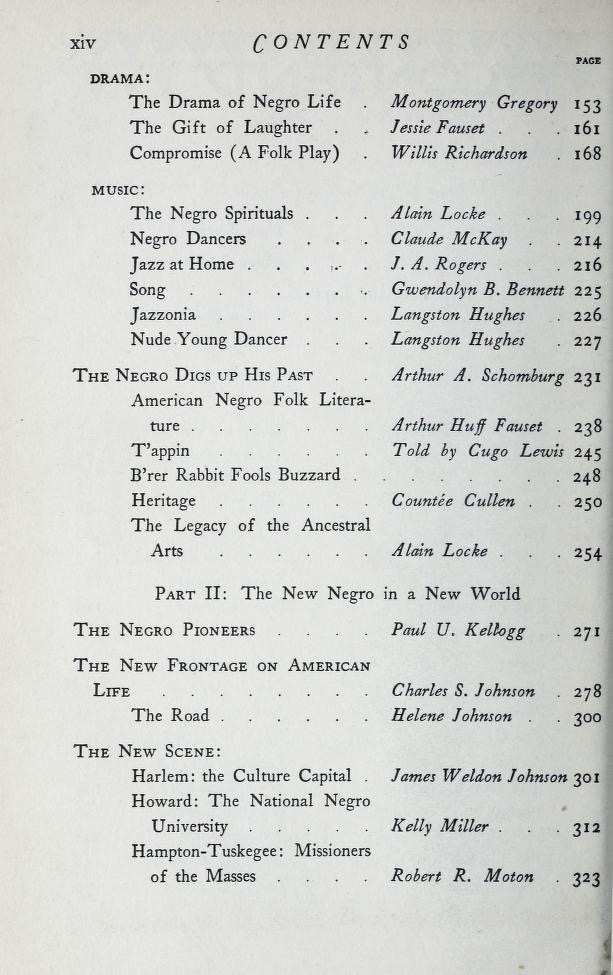 xiv CONTENTS
PAGE
DRAMA:
The Drama of Negro Life . Montgomery Gregory 153
The Gift of Laughter . . Jessie Fauset . . . 161
Compromise (A Folk Play) . Willis Richardson . 168
MUSIC:
The Negro Spirituals . . . Alain Locke . . . 199
Negro Dancers . . . . Claude McKay . . 214
Jazz at Home . . . . J. A. Rogers . . . 216
Song . . . . . . . Gwendolyn B. Bennett 225
Jazzonia . . . . . . Langston Hughes . 226
Nude Young Dancer . . . Langston Hughes . 227
THE NEGRO DIGS UP HIS PAST . . Arthur A. Schomburg 231
American Negro Folk Litera-
ture . . . . . . . Arthur Huff Fauset . 238
T'appin . . . . . . Told by Cugo Lewis 245
B'rer Rabbit Fools Buzzard . . . . . . . . 248
Heritage . . . . . . Countée Cullen . . 250
The Legacy of the Ancestral
Arts . . . . . . Alain Locke . . . 254
PART II: The New Negro in a New World
THE NEGRO PIONEERS . . . . Paul U. Kellogg . 271
THE NEW FRONTAGE ON AMERICAN
LIFE . . . . . . . . Charles S. Johnson . 278
The Road . . . . . . Helene Johnson . . 300
THE NEW SCENE:
Harlem: the Culture Capital . James Weldon Johnson 301
Howard: The National Negro
University . . . . . Kelly Miller . . . 312
Hampton-Tuskegee: Missioners
of the Masses . . . . Robert R. Moton . 323